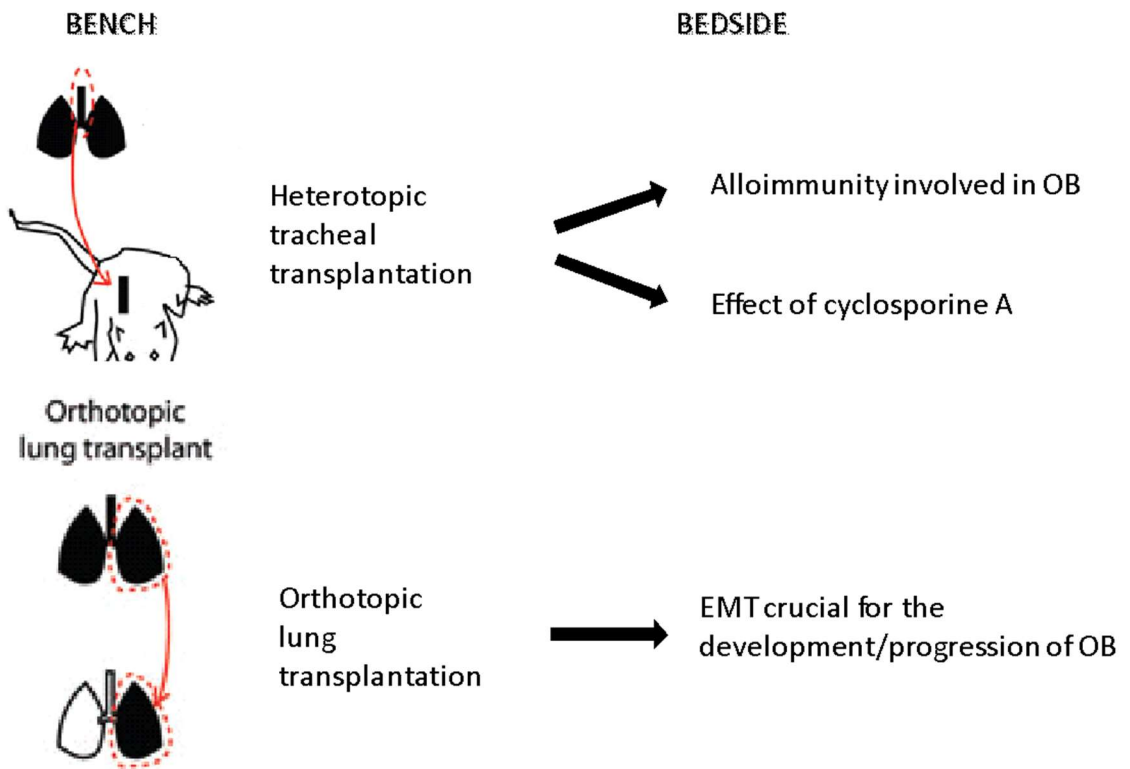 BENCH
BEDSIDE
Heterotopic
tracheal
transplantation
Alloimmunity involved in OB
Effect of cyclosporine A
Orthotopic
lung transplant
Orthotopic
lung
transplantation
EMT crucial for the
development/progression of OB